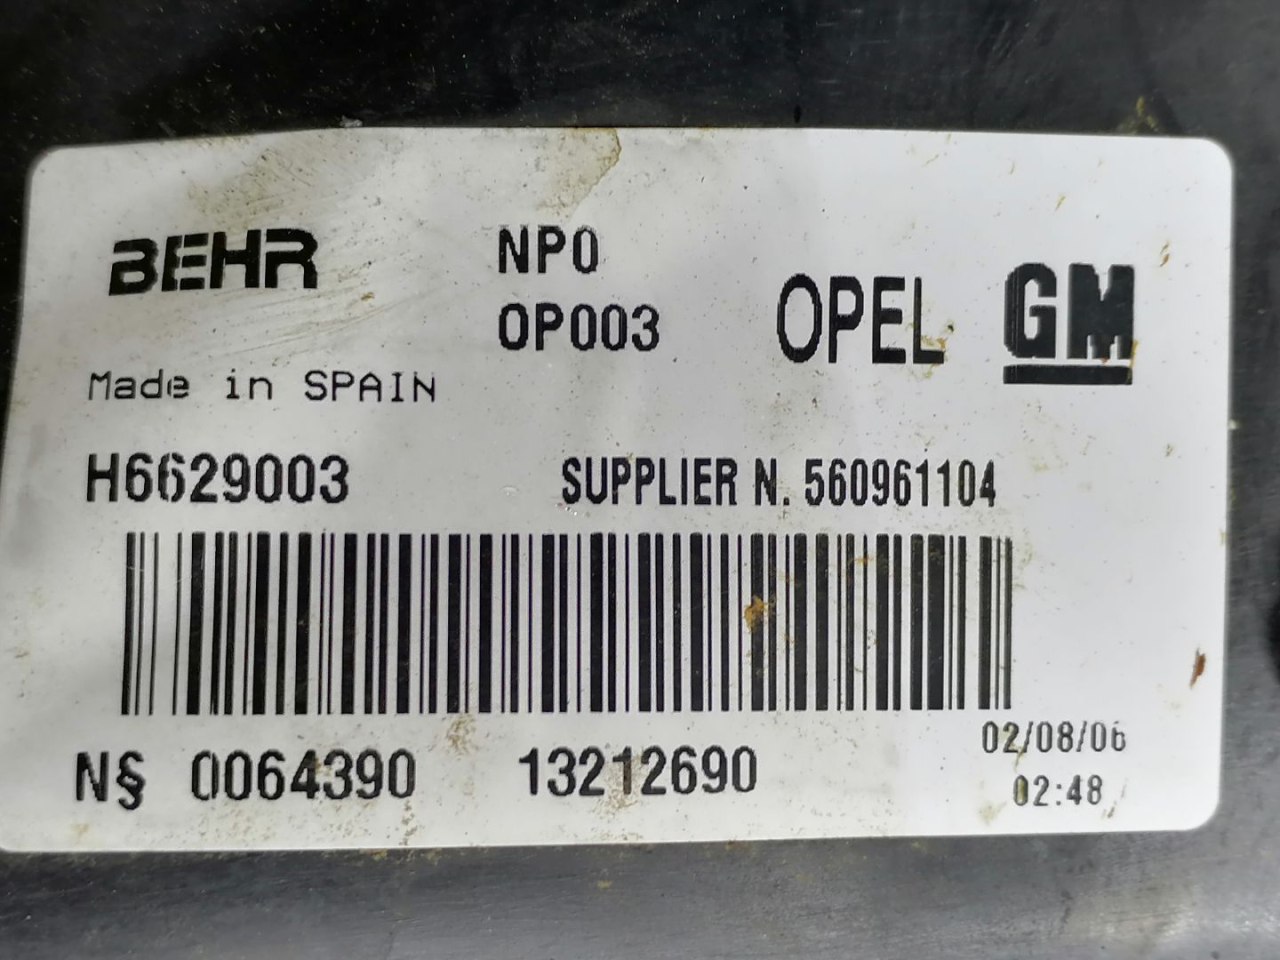 BEHR NPO
OP003 OPEL GM
Made in SPAIN
H6629003 SUPPLIER N. 560961104
N§ 0064390 13212690
02/08/06
02:48